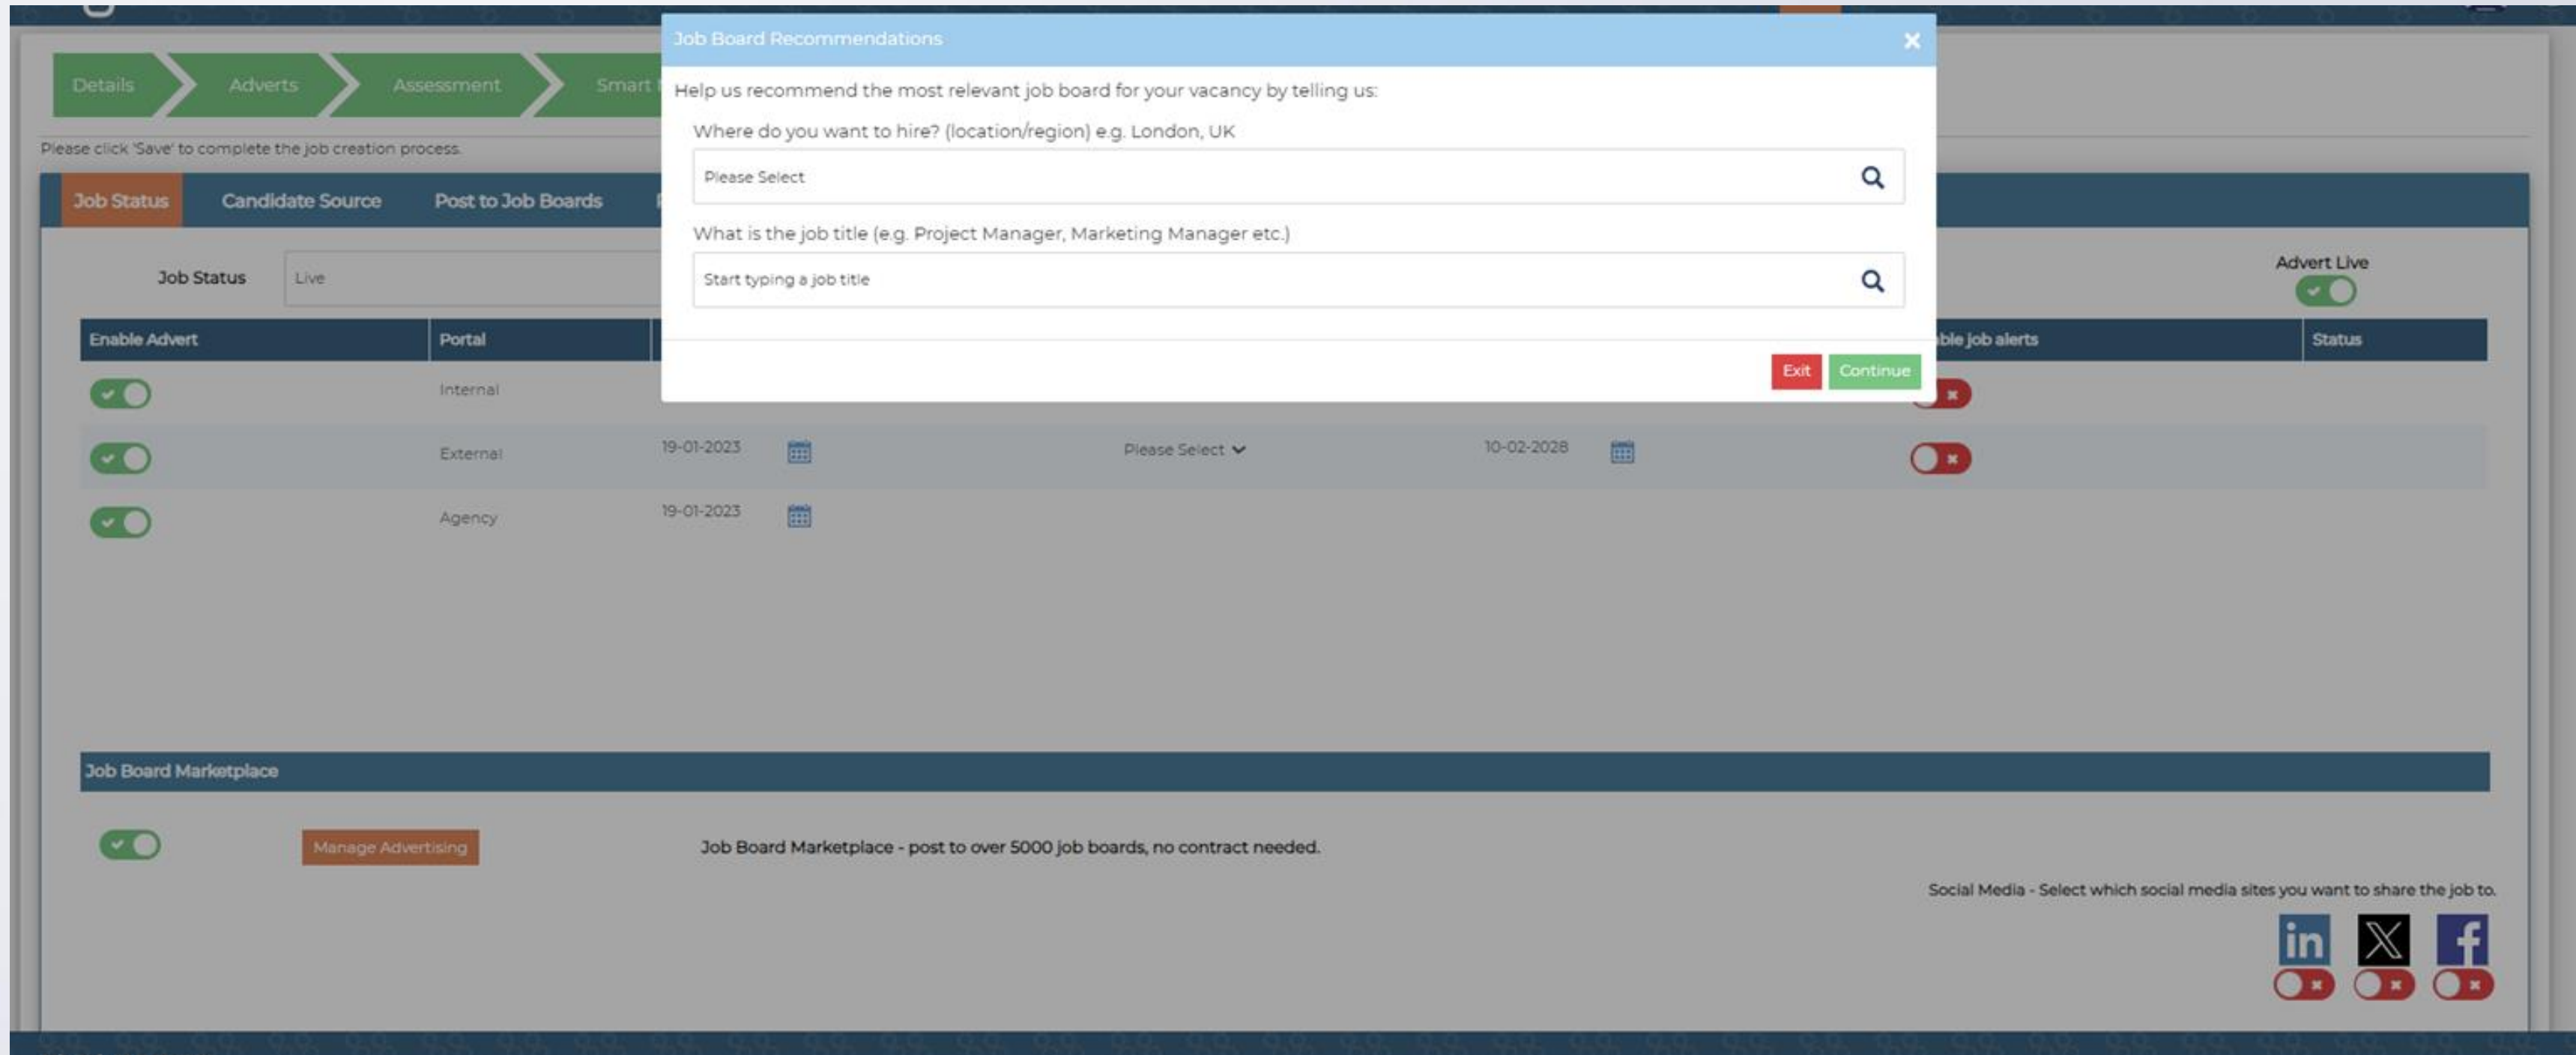 Job Board Recommendations
Help us recommend the most relevant job board for your vacancy by telling us:
Where do you want to hire? (location/region) e.g. London, UK
Please Select
What is the job title (e.g. Project Manager, Marketing Manager etc.)
Start typing a job title
Exit Continue
Details Adverts Assessment Smart
Please click 'Save' to complete the job creation process.
Job Status Candidate Source Post to Job Boards
Job Status Live
Advert Live
Enable Advert Portal job alerts Status
Internal
External 19-01-2023 Please Select 10-02-2028
Agency 19-01-2023
Job Board Marketplace
Manage Advertising Job Board Marketplace - post to over 5000 job boards, no contract needed.
Social Media - Select which social media sites you want to share the job to.
in X f